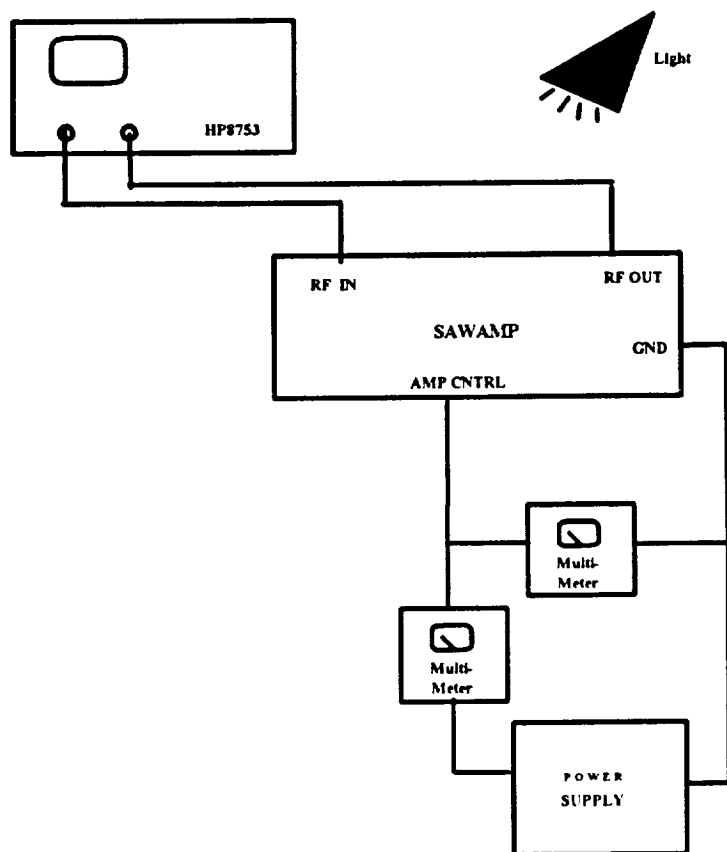 Light
HP8753
RF IN
RF OUT
SAWAMP
GND
AMP CNTRL
Multi-
Meter
Multi-
Meter
POWER
SUPPLY